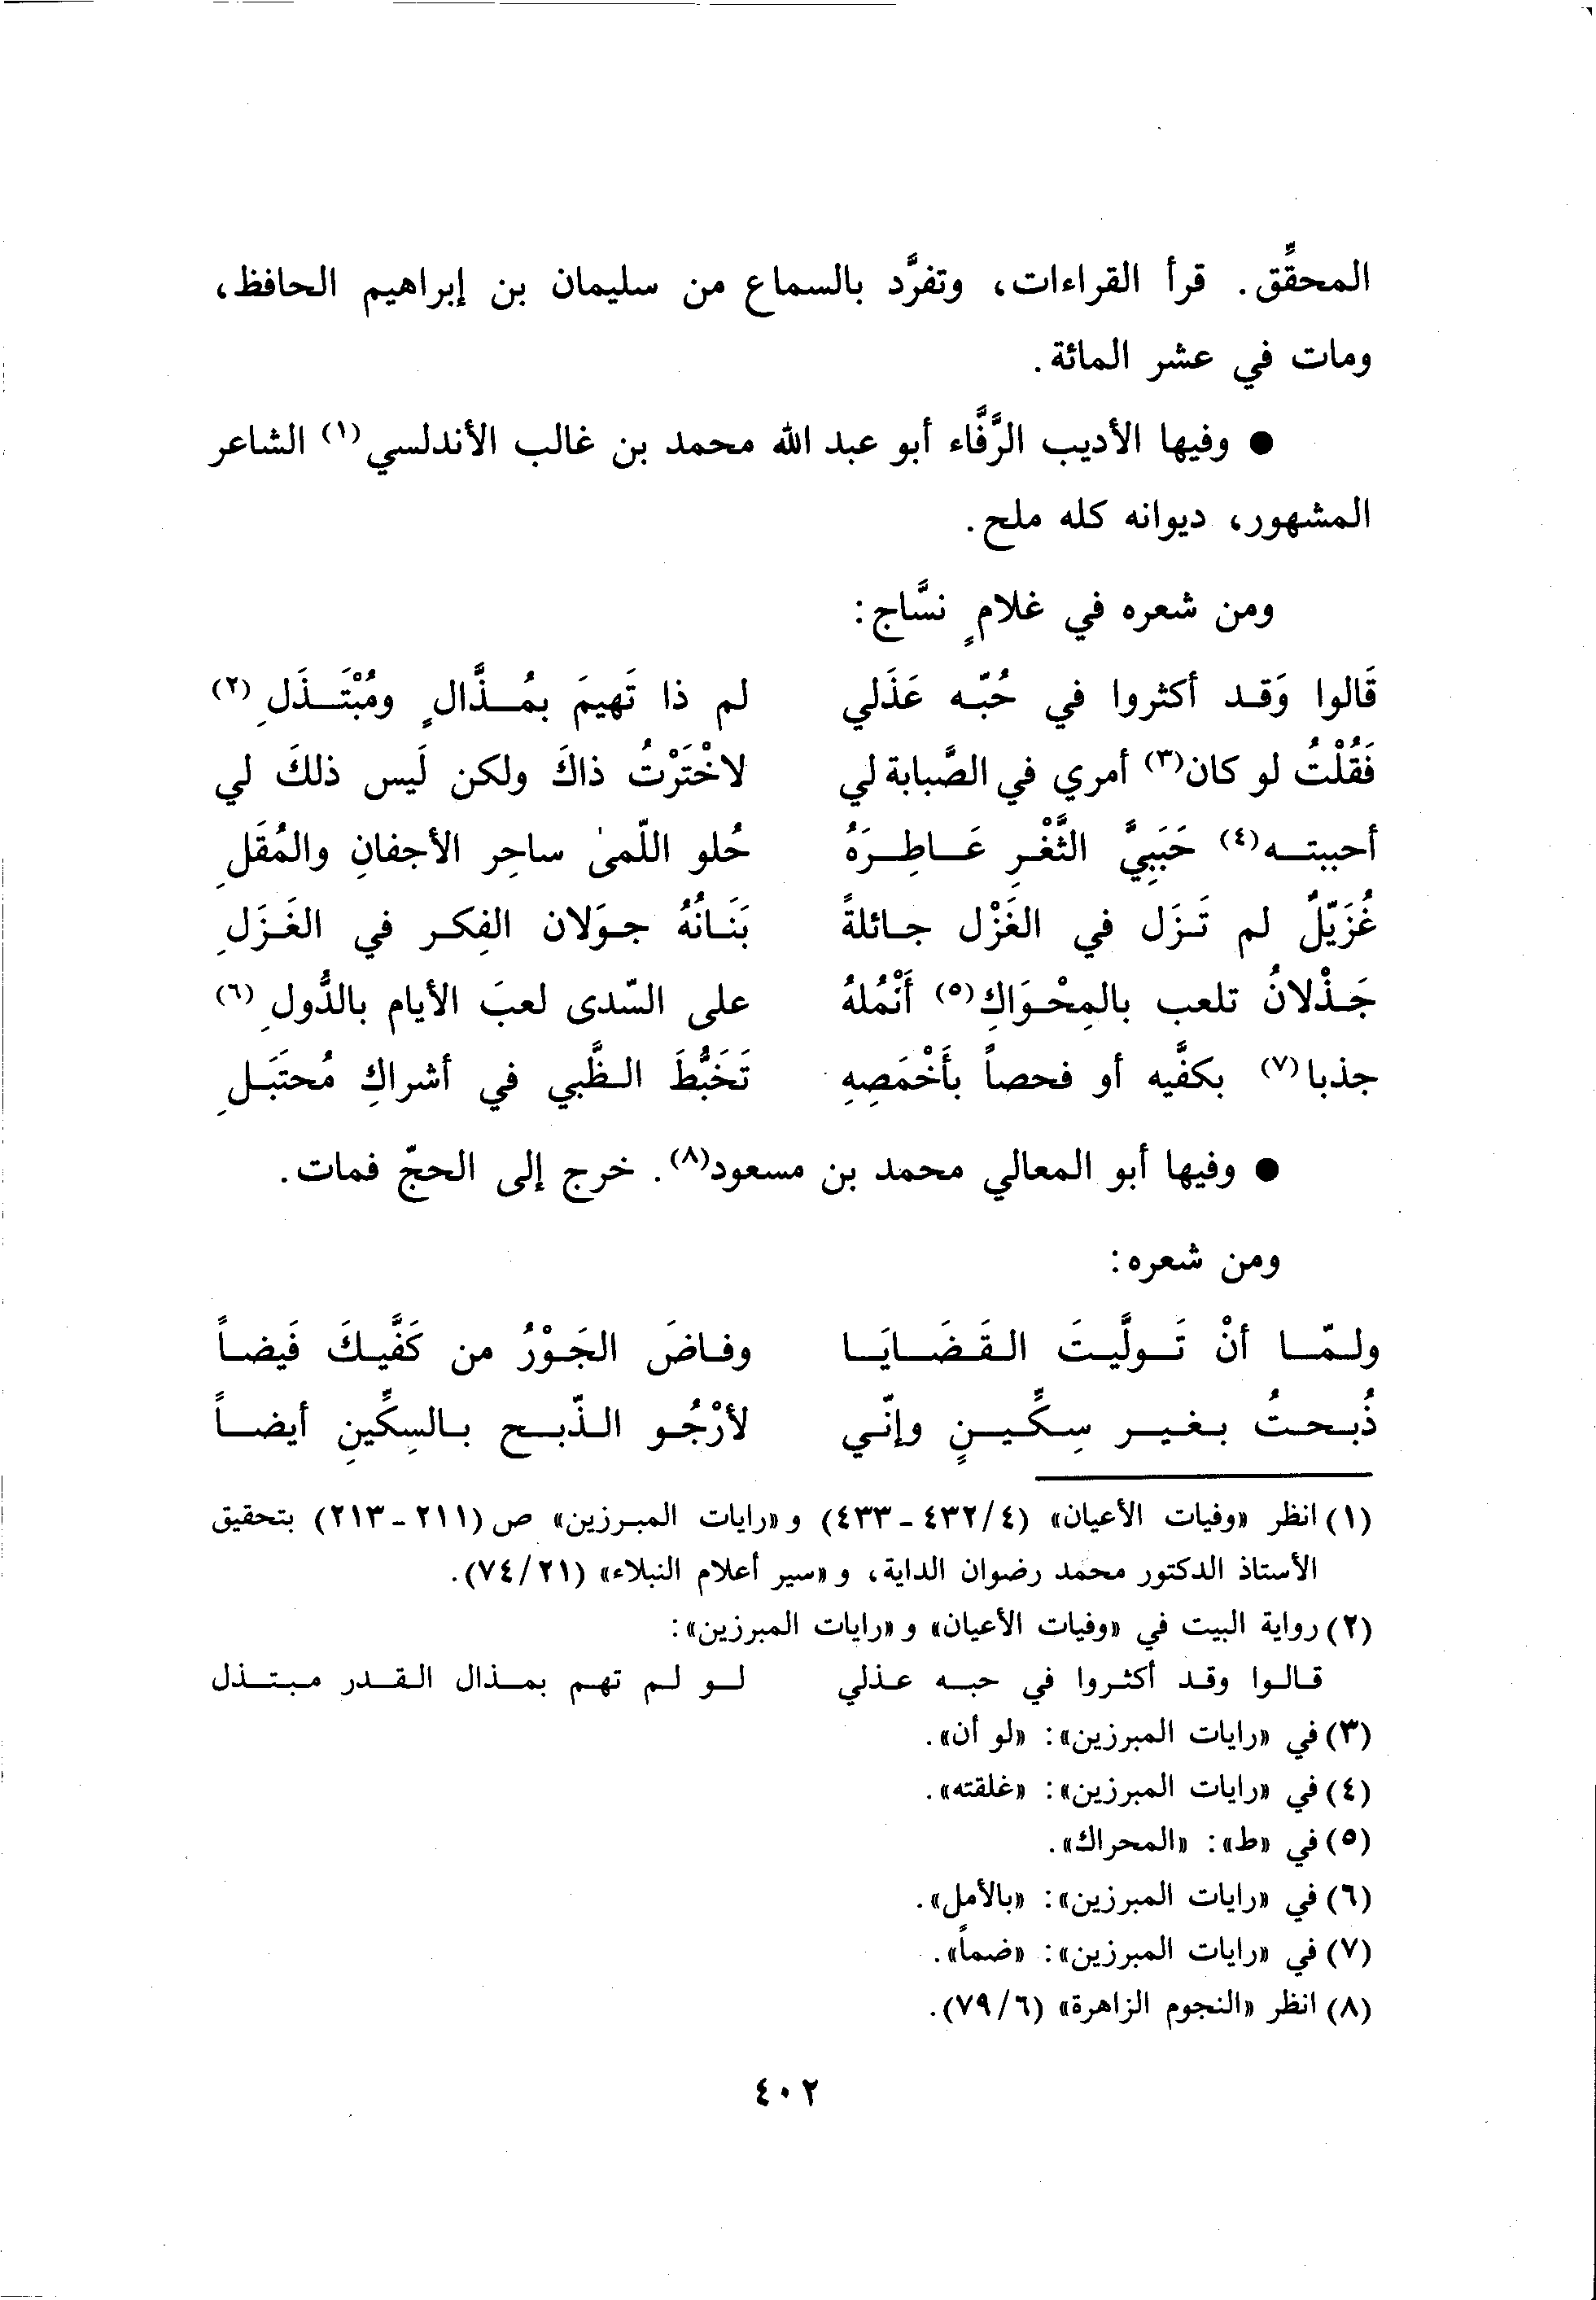 المحقِّق. قرأ القراءات، وتفرَّد بالسماع من سليمان بن إبراهيم الحافظ،
ومات في عشر المائة.
● وفيها الأديب الرَّفَّاء أبو عبد الله محمد بن غالب الأندلسي(١) الشاعر
المشهور، ديوانه كله ملح.
ومن شعره في غلامٍ نسَّاج:
قَالوا وَقـد أكثروا في حُبّـه عَذَلي لم ذا تَهيمَ بمُـذَّالٍ ومُبْتَـذَلِ(٢)
فَقُلْتُ لو كان(٣) أمري في الصَّبابة لي لاخْتَرْتُ ذاكَ ولكن لَيس ذلكَ لي
أحببتـه(٤) حَبَبِيَّ الثَّغْـرِ عَـاطِـرَهُ حُلو اللّمىٰ ساحِر الأجفانِ والمُقَلِ
غُزَيّلٌ لم تَـزَل في الغَزْل جـائلةً بَنَـانُهُ جـوَلان الفِكـر في الغَـزَلِ
جَـذْلانُ تلعب بالمِحْـوَاكِ(٥) أَنْمُلهُ على السّدى لعبَ الأيام بالدُّولِ(٦)
جذبا(٧) بكفَّيه أو فحصاً بأَخْمَصِهِ تَخَبُّطَ الـظَّبي في أشراكِ مُحتَبَـلِ
● وفيها أبو المعالي محمد بن مسعود(٨). خرج إلى الحجّ فمات.
ومن شعره:
ولـمّـا أنْ تَـولَّيـتَ الـقَـضَـايَـا وفـاضَ الجَـوْرُ من كَفَّيـكَ فَيضـاً
ذُبـحـتُ بـغـيـر سِكِّـيـنٍ وإنّـي لأرْجُـو الـذّبـح بـالسِكِّينِ أيضـاً
(١) انظر «وفيات الأعيان» (٤/٤٣٢ - ٤٣٣) و «رايات المبـرزين» ص (٢١١ - ٢١٣) بتحقيق
الأستاذ الدكتور محمد رضوان الداية، و «سير أعلام النبلاء» (٢١/٧٤).
(٢) رواية البيت في «وفيات الأعيان» و «رايات المبرزين»:
قـالـوا وقـد أكثـروا في حبـه عـذلي لـو لـم تهـم بمـذال القـدر مبـتـذل
(٣) في «رايات المبرزين»: «لو أن».
(٤) في «رايات المبرزين»: «غلقته».
(٥) في «ط»: «المحراك».
(٦) في «رايات المبرزين»: «بالأمل».
(٧) في «رايات المبرزين»: «ضماً».
(٨) انظر «النجوم الزاهرة» (٦/٧٩).
٤٠٢